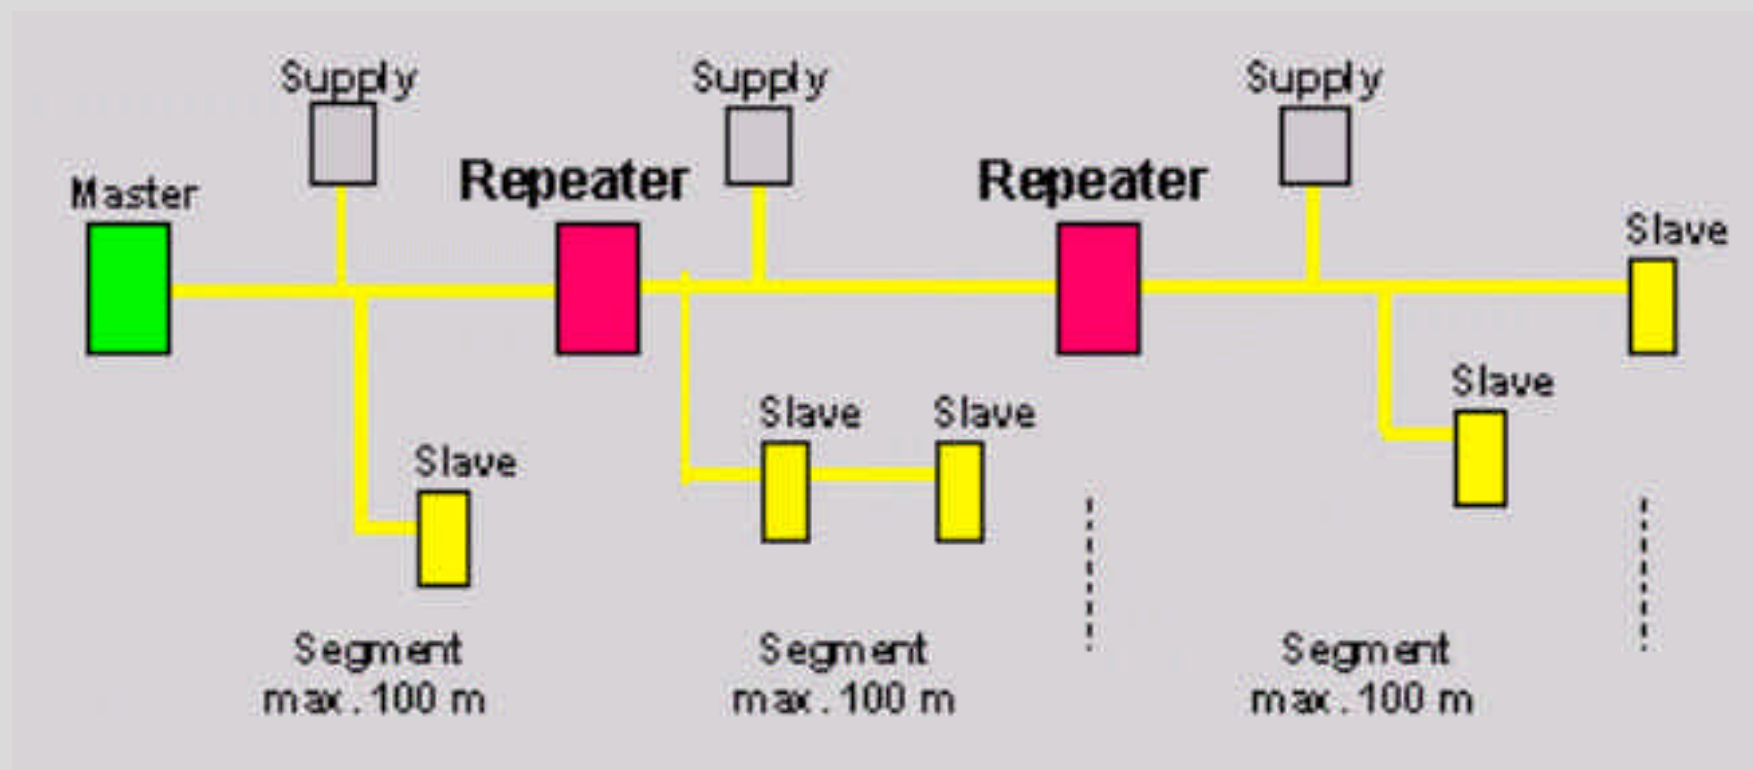 Supply
Supply
Supply
Master
Repeater
Repeater
Slave
Slave
Slave
Slave
Slave
Segment
max. 100 m
Segment
max. 100 m
Segment
max. 100 m